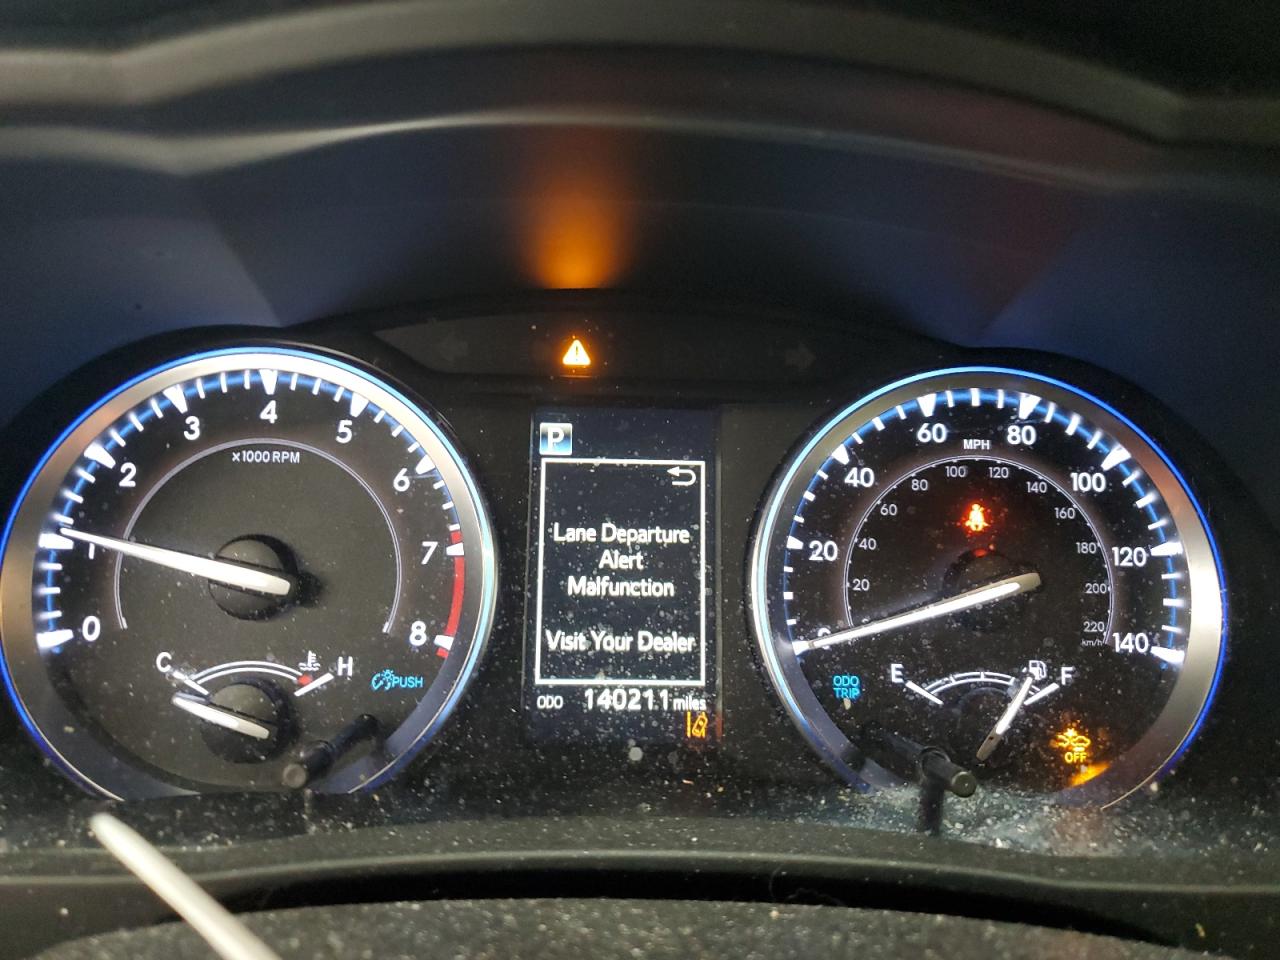 P
Lane Departure
Alert
Malfunction
Visit Your Dealer
ODO 140211 miles
0 1 2 3 4 5 6 7 8
x1000 RPM
C H
PUSH
0 20 40 60 80 100 120 140
MPH
20 40 60 80 100 120 140 160 180 200 220
km/h
ODO
TRIP
E F
OFF